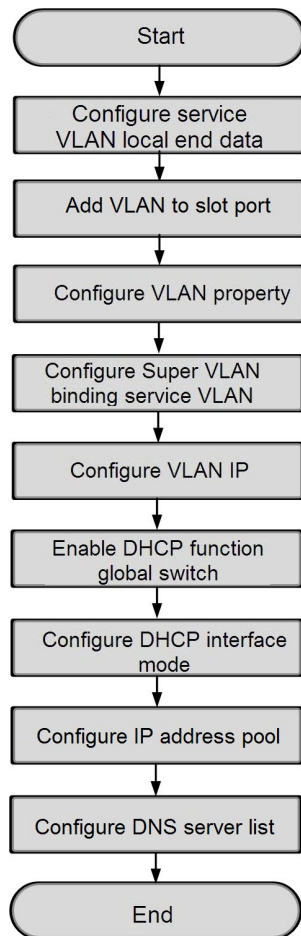 Start
Configure service
VLAN local end data
Add VLAN to slot port
Configure VLAN property
Configure Super VLAN
binding service VLAN
Configure VLAN IP
Enable DHCP function
global switch
Configure DHCP interface
mode
Configure IP address pool
Configure DNS server list
End